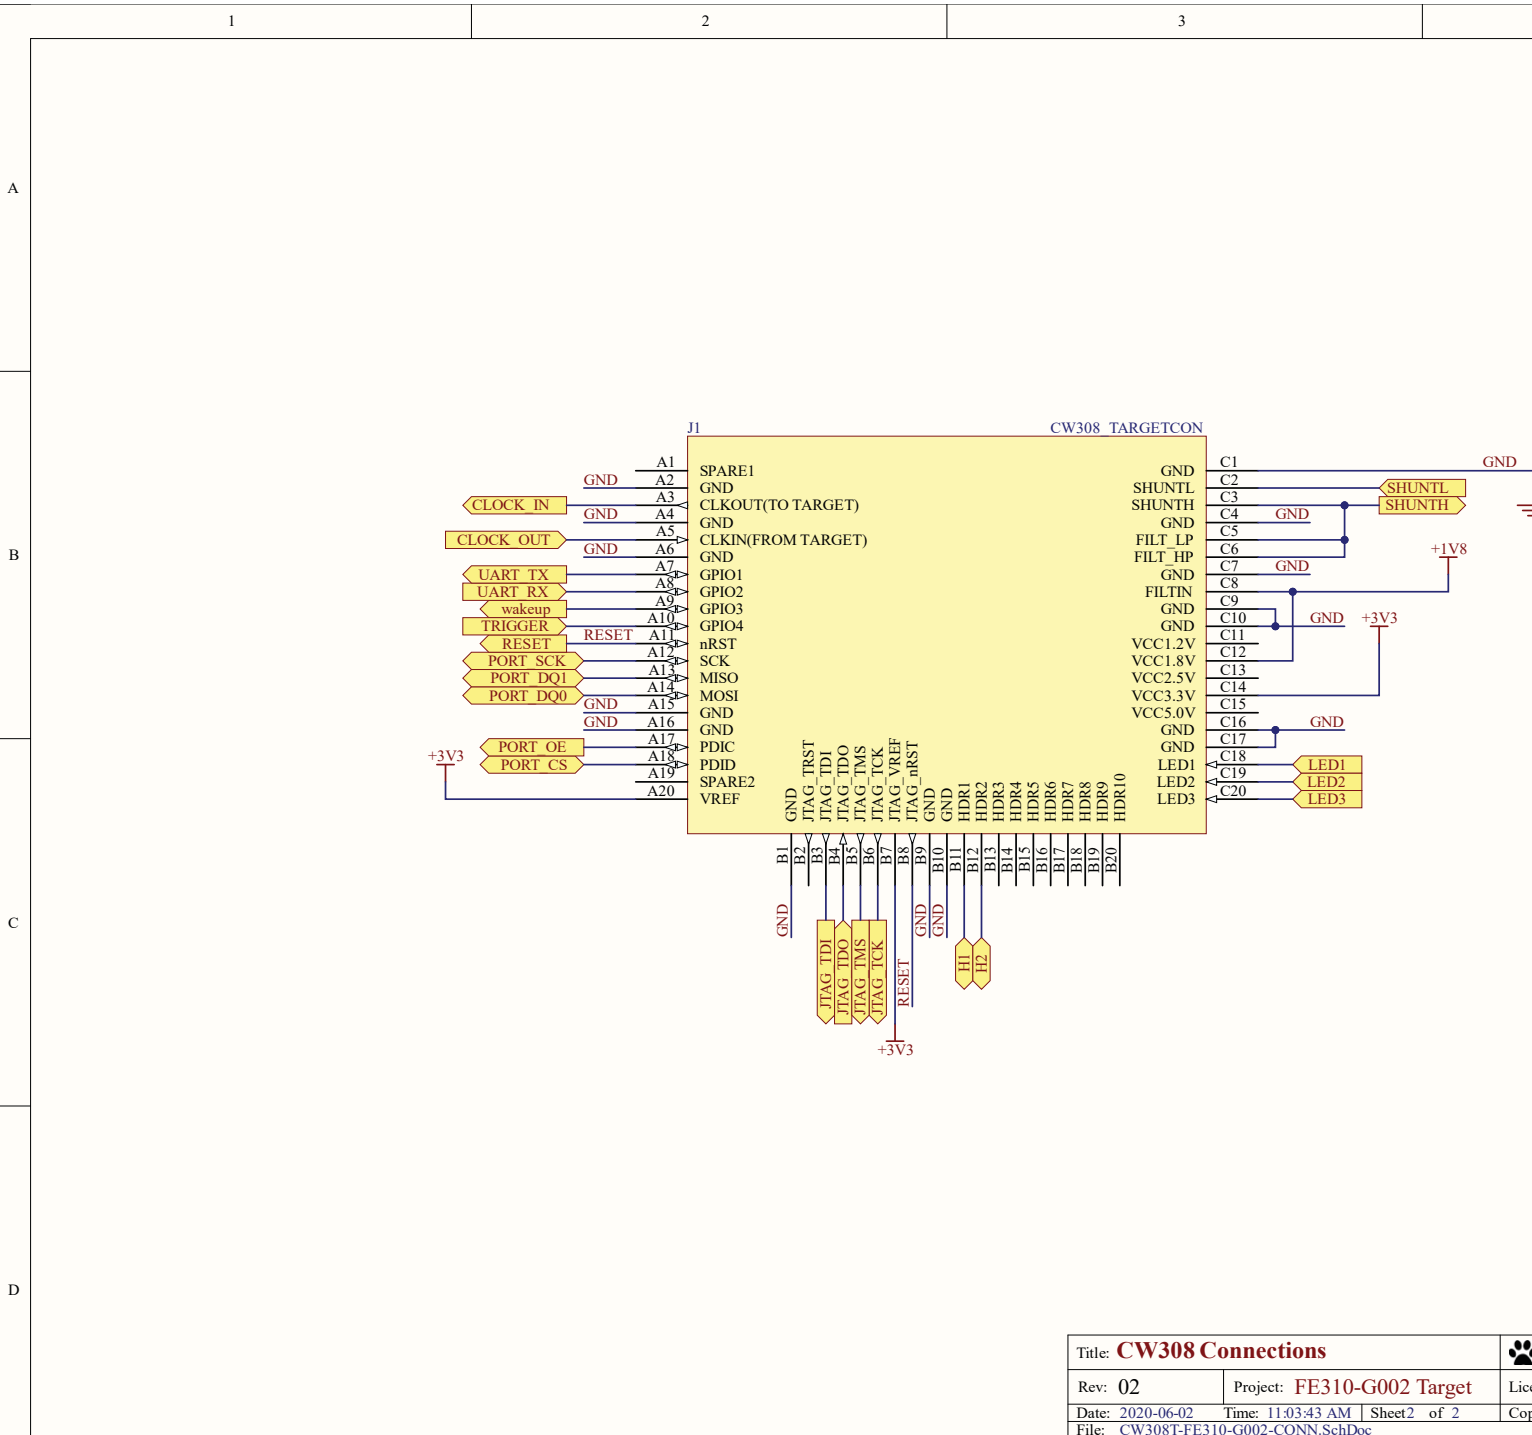 1 2 3
A
B
C
D
J1 CW308_TARGETCON
A1 SPARE1
GND A2 GND
CLOCK_IN A3 CLKOUT(TO TARGET)
GND A4 GND
CLOCK_OUT A5 CLKIN(FROM TARGET)
GND A6 GND
UART_TX A7 GPIO1
UART_RX A8 GPIO2
wakeup A9 GPIO3
TRIGGER A10 GPIO4
RESET RESET A11 nRST
PORT_SCK A12 SCK
PORT_DQ1 A13 MISO
PORT_DQ0 A14 MOSI
GND A15 GND
GND A16 GND
PORT_OE A17 PDIC
PORT_CS A18 PDID
A19 SPARE2
+3V3 A20 VREF
GND C1 GND
SHUNTL C2 SHUNTL
SHUNTH C3 SHUNTH
GND C4 GND
FILT_LP C5
FILT_HP C6
GND C7 GND
FILTIN C8 +1V8
GND C9
GND C10 GND
VCC1.2V C11
VCC1.8V C12
VCC2.5V C13
VCC3.3V C14 +3V3
VCC5.0V C15
GND C16 GND
GND C17
LED1 C18 LED1
LED2 C19 LED2
LED3 C20 LED3
GND B1 GND
JTAG_TRST B2
JTAG_TDI B3 JTAG_TDI
JTAG_TDO B4 JTAG_TDO
JTAG_TMS B5 JTAG_TMS
JTAG_TCK B6 JTAG_TCK
JTAG_VREF B7 +3V3
JTAG_nRST B8 RESET
GND B9 GND
GND B10 GND
HDR1 B11 H1
HDR2 B12 H2
HDR3 B13
HDR4 B14
HDR5 B15
HDR6 B16
HDR7 B17
HDR8 B18
HDR9 B19
HDR10 B20
Title: CW308 Connections
Rev: 02 Project: FE310-G002 Target Lice
Date: 2020-06-02 Time: 11:03:43 AM Sheet2 of 2 Cop
File: CW308T-FE310-G002-CONN.SchDoc